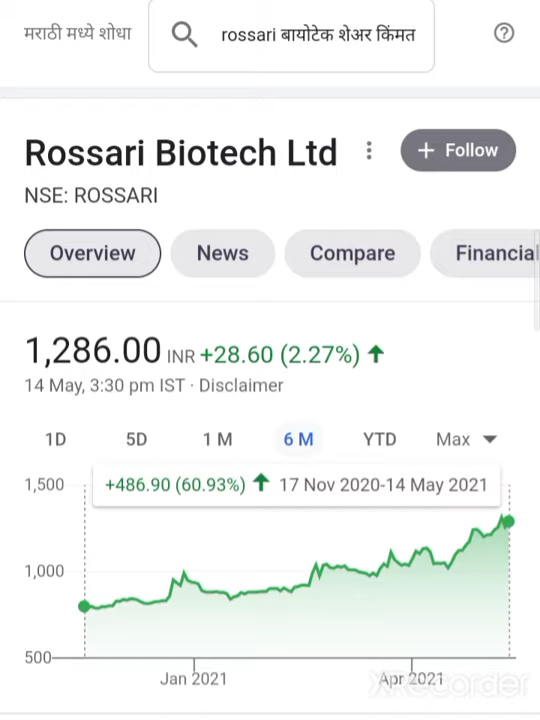 मराठी मध्ये शोधा
rossari बायोटेक शेअर किंमत
Rossari Biotech Ltd
+ Follow
NSE: ROSSARI
Overview News Compare Financial
1,286.00 INR +28.60 (2.27%)
14 May, 3:30 pm IST · Disclaimer
1D 5D 1 M 6 M YTD Max
1,500
+486.90 (60.93%) 17 Nov 2020-14 May 2021
1,000
500
Jan 2021 Apr 2021
XRecorder